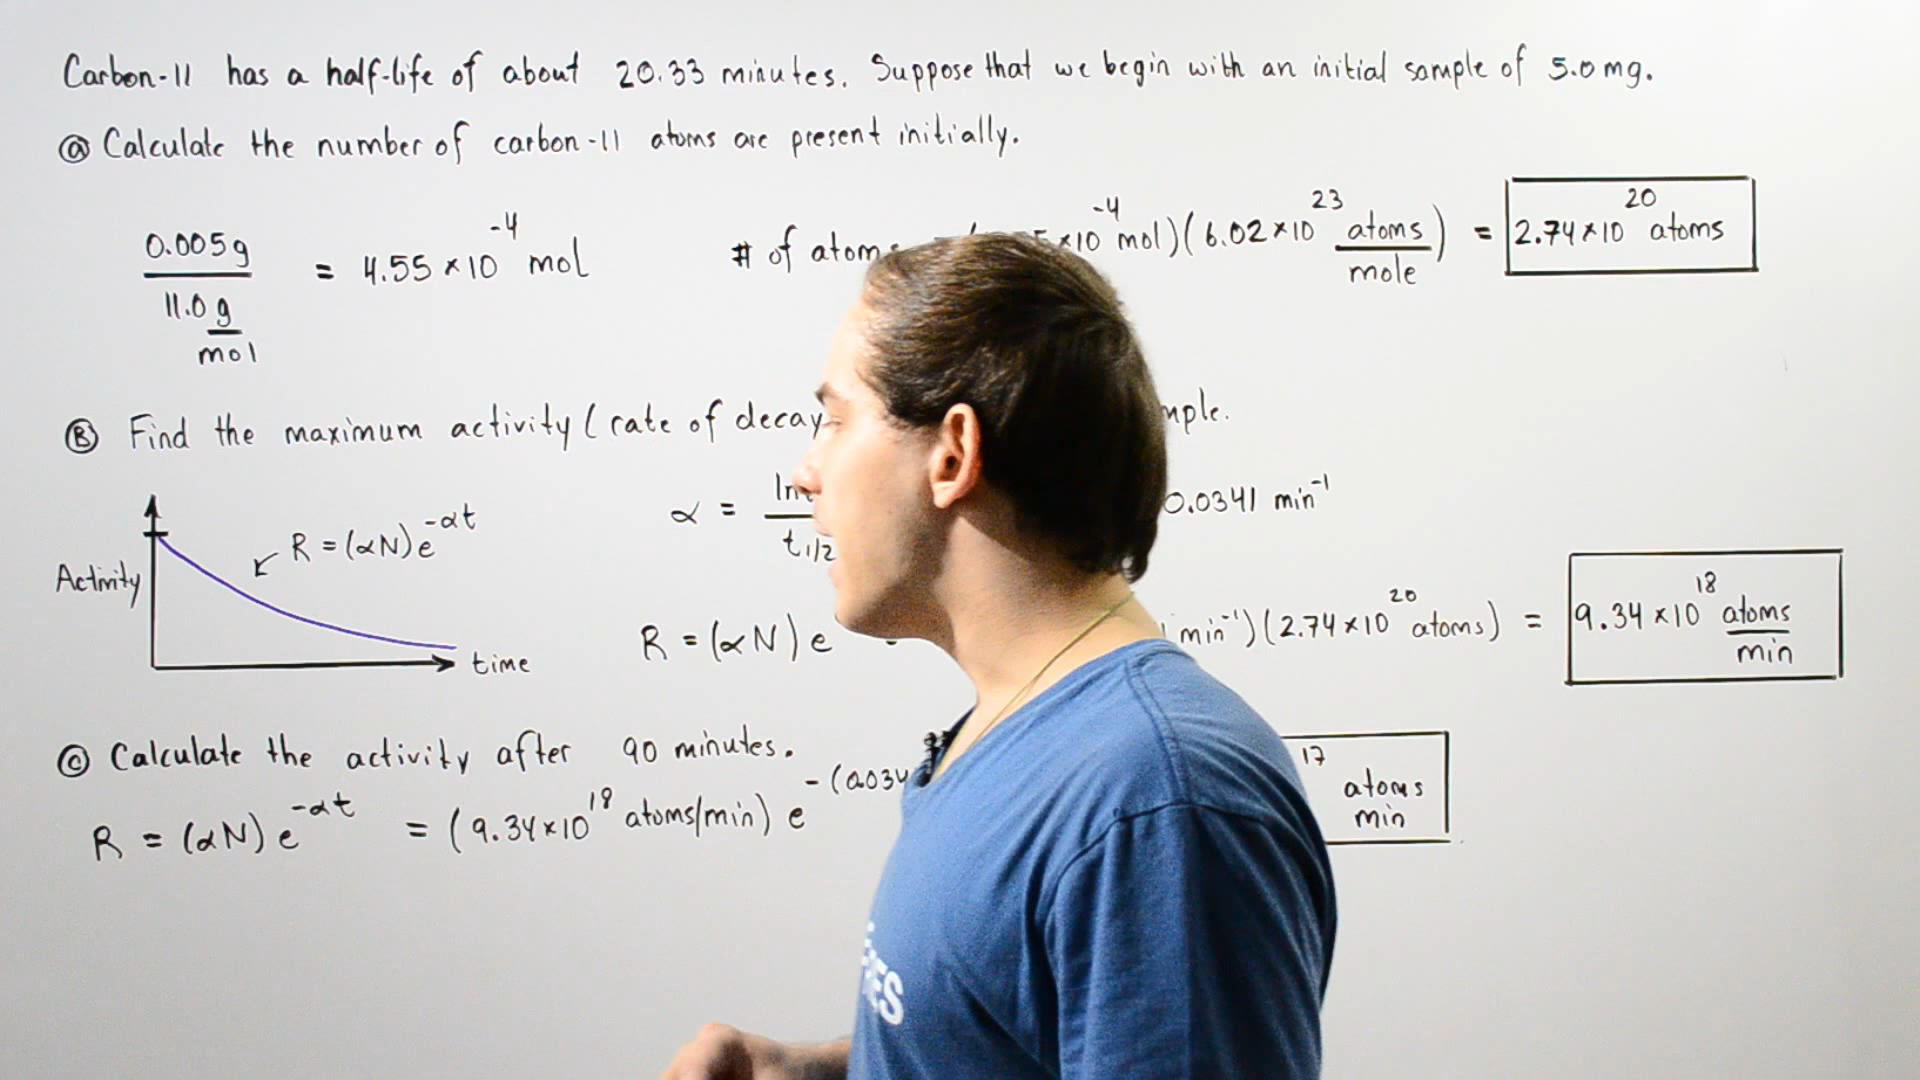 Carbon-11 has a half-life of about 20.33 minutes. Suppose that we begin with an initial sample of 5.0 mg.
Ⓐ Calculate the number of carbon-11 atoms are present initially.
0.005g / 11.0 g/mol = 4.55 × 10^-4 mol
# of atoms × 10^-4 mol)(6.02 × 10^23 atoms/mole) = 2.74 × 10^20 atoms
Ⓑ Find the maximum activity (rate of decay
Activity
R = (αN) e^-αt
time
α = t1/2 0.0341 min^-1
R = (αN) e min^-1)(2.74 × 10^20 atoms) = 9.34 × 10^18 atoms/min
Ⓒ Calculate the activity after 90 minutes.
R = (αN) e^-αt = (9.34 × 10^18 atoms/min) e^-(0.034 17 atoms min